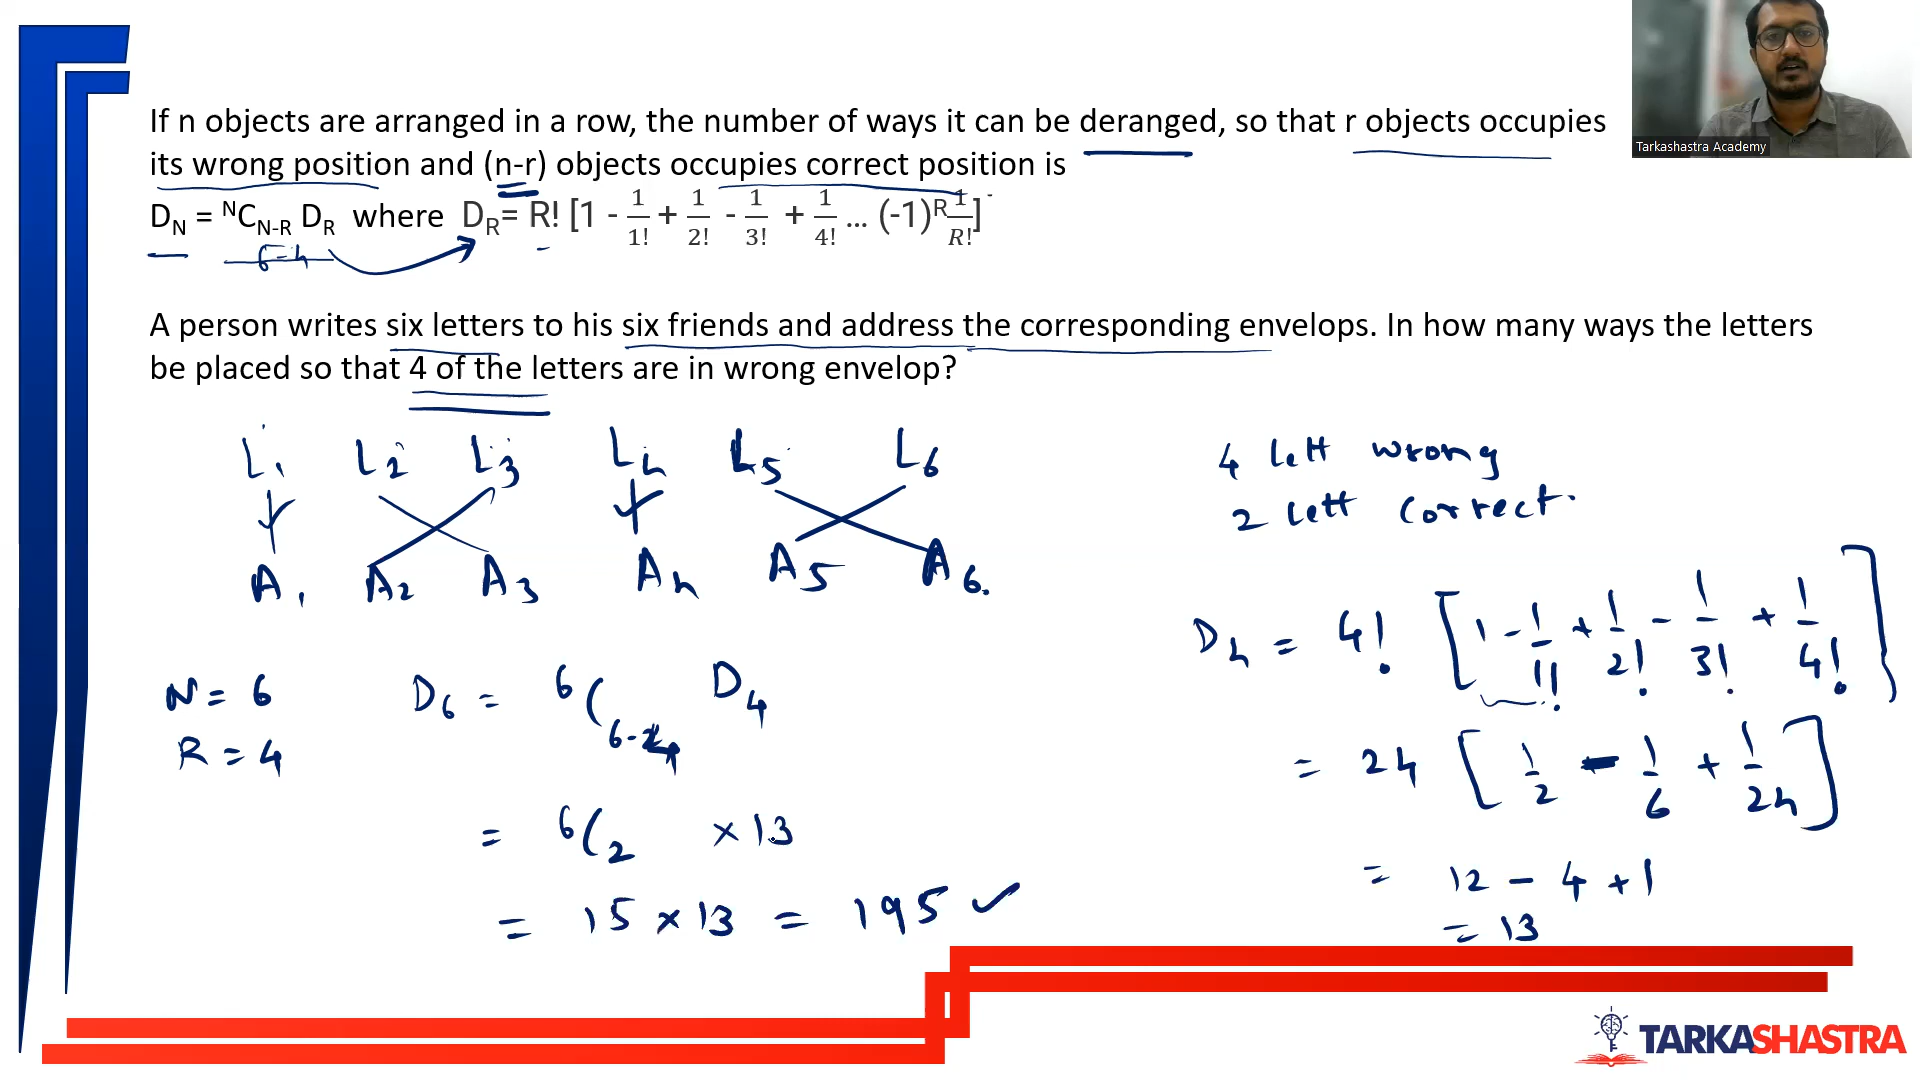 Tarkashastra Academy
If n objects are arranged in a row, the number of ways it can be deranged, so that r objects occupies
its wrong position and (n-r) objects occupies correct position is
D_N = ^NC_{N-R} D_R where D_R= R! [1 - 1/1! + 1/2! - 1/3! + 1/4! ... (-1)^R 1/R!]
6-4
A person writes six letters to his six friends and address the corresponding envelops. In how many ways the letters
be placed so that 4 of the letters are in wrong envelop?
L1 L2 L3 L4 L5 L6
A1 A2 A3 A4 A5 A6.
4 Lett wrong
2 Lett Correct.
D4 = 4! [1 - 1/1! + 1/2! - 1/3! + 1/4!]
= 24 [1/2 - 1/6 + 1/24]
= 12 - 4 + 1
= 13
N = 6
R = 4
D6 = 6C6-4 D4
= 6C2 × 13
= 15 × 13 = 195 ✓
TARKASHASTRA